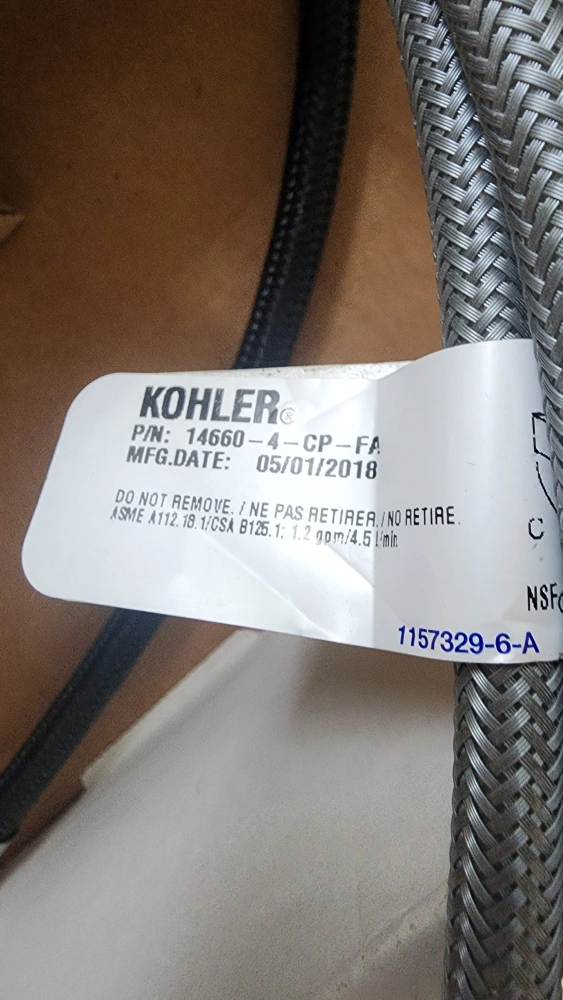 KOHLER®
P/N: 14660-4-CP-FA
MFG.DATE: 05/01/2018
DO NOT REMOVE. / NE PAS RETIRER. / NO RETIRE.
ASME A112.18.1/CSA B125.1; 1.2 gpm/4.5 L/min
C
NSF
1157329-6-A